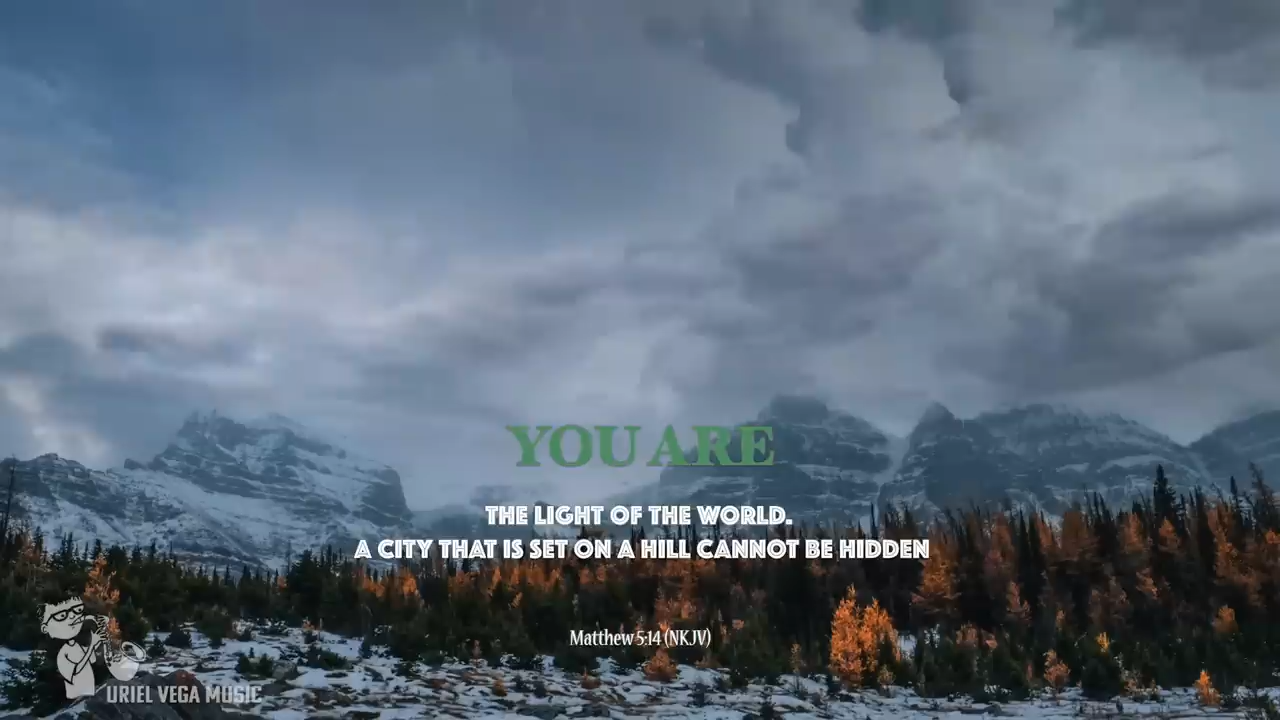 YOU ARE
THE LIGHT OF THE WORLD.
A CITY THAT IS SET ON A HILL CANNOT BE HIDDEN
Matthew 5:14 (NKJV)
URIEL VEGA MUSIC